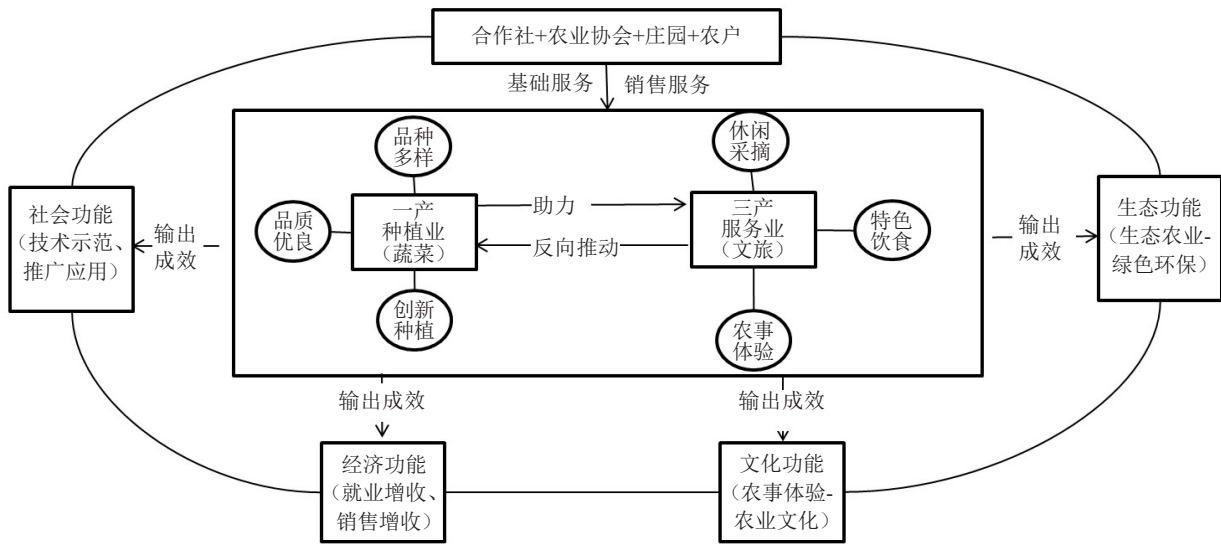 合作社+农业协会+庄园+农户
基础服务
销售服务
品种
多样
休闲
采摘
社会功能
（技术示范、
推广应用）
输出
成效
品质
优良
一产
种植业
（蔬菜）
助力
反向推动
三产
服务业
（文旅）
特色
饮食
输出
成效
生态功能
（生态农业-
绿色环保）
创新
种植
农事
体验
输出成效
输出成效
经济功能
（就业增收、
销售增收）
文化功能
（农事体验-
农业文化）